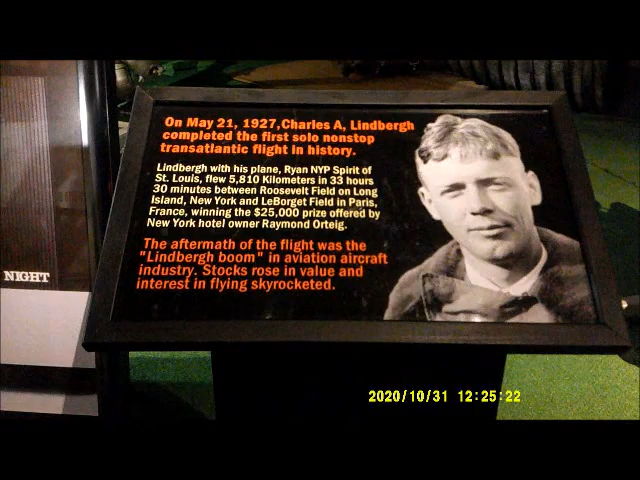 On May 21, 1927,Charles A, Lindbergh
completed the first solo nonstop
transatlantic flight in history.
Lindbergh with his plane, Ryan NYP Spirit of
St. Louis, flew 5,810 Kilometers in 33 hours
30 minutes between Roosevelt Field on Long
Island, New York and LeBorget Field in Paris,
France, winning the $25,000 prize offered by
New York hotel owner Raymond Orteig.
The aftermath of the flight was the
"Lindbergh boom" in aviation aircraft
industry. Stocks rose in value and
interest in flying skyrocketed.
NIGHT
2020/10/31 12:25:22